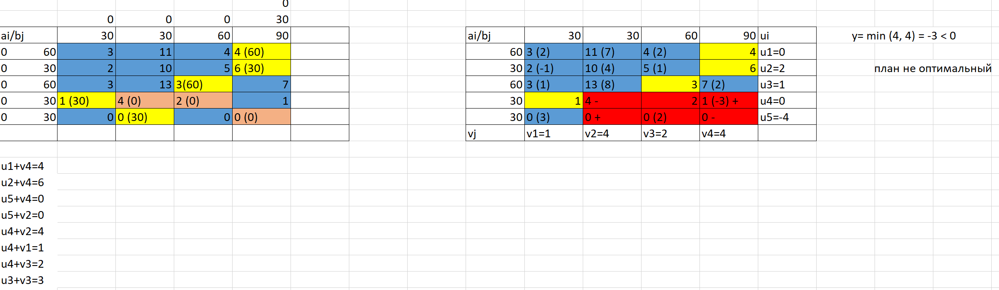 0
0 0 0 30
ai/bj 30 30 60 90 ai/bj 30 30 60 90 ui y= min (4, 4) = -3 < 0
0 60 3 11 4 4 (60) 60 3 (2) 11 (7) 4 (2) 4 u1=0
0 30 2 10 5 6 (30) 30 2 (-1) 10 (4) 5 (1) 6 u2=2 план не оптимальный
0 60 3 13 3(60) 7 60 3 (1) 13 (8) 3 7 (2) u3=1
0 30 1 (30) 4 (0) 2 (0) 1 30 1 4 - 2 1 (-3) + u4=0
0 30 0 0 (30) 0 0 (0) 30 0 (3) 0 + 0 (2) 0 - u5=-4
vj v1=1 v2=4 v3=2 v4=4
u1+v4=4
u2+v4=6
u5+v4=0
u5+v2=0
u4+v2=4
u4+v1=1
u4+v3=2
u3+v3=3